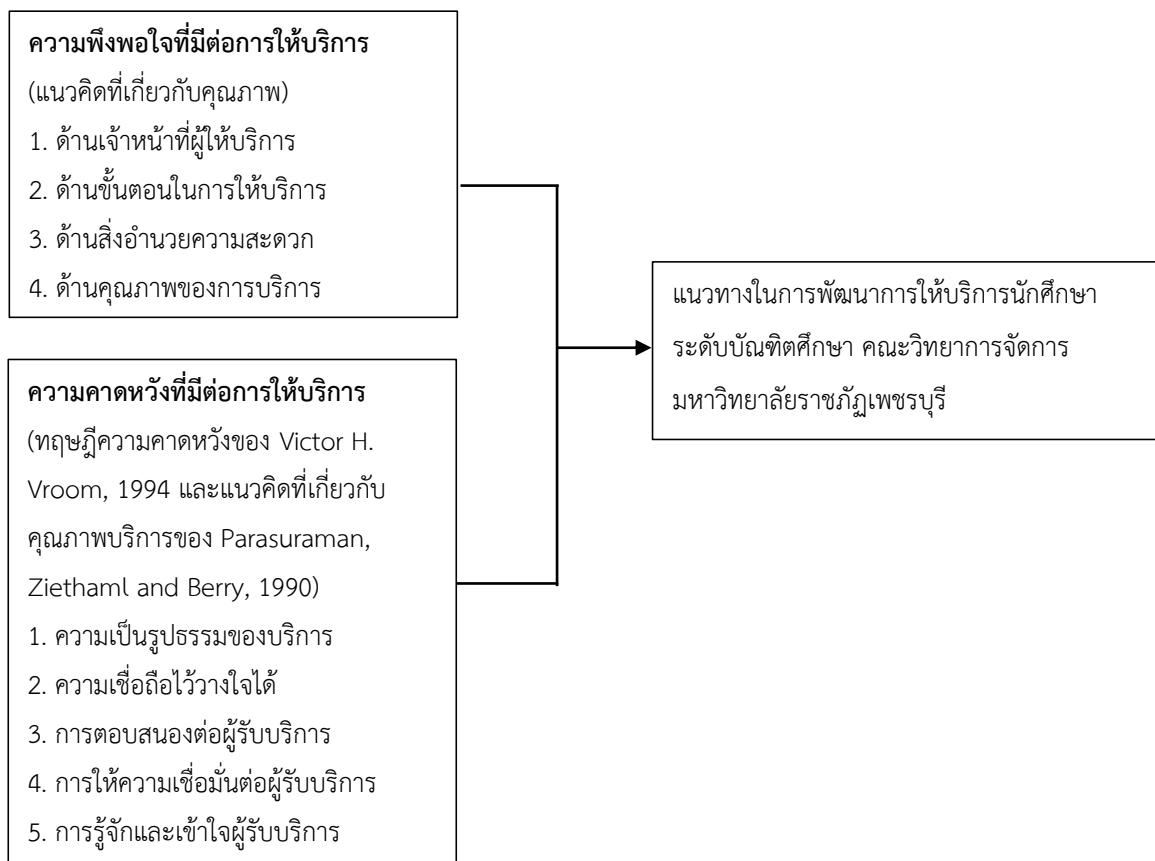 ความพึงพอใจที่มีต่อการให้บริการ
(แนวคิดที่เกี่ยวกับคุณภาพ)
1. ด้านเจ้าหน้าที่ผู้ให้บริการ
2. ด้านขั้นตอนในการให้บริการ
3. ด้านสิ่งอำนวยความสะดวก
4. ด้านคุณภาพของการบริการ
ความคาดหวังที่มีต่อการให้บริการ
(ทฤษฎีความคาดหวังของ Victor H.
Vroom, 1994 และแนวคิดที่เกี่ยวกับ
คุณภาพบริการของ Parasuraman,
Ziethaml and Berry, 1990)
1. ความเป็นรูปธรรมของบริการ
2. ความเชื่อถือไว้วางใจได้
3. การตอบสนองต่อผู้รับบริการ
4. การให้ความเชื่อมั่นต่อผู้รับบริการ
5. การรู้จักและเข้าใจผู้รับบริการ
แนวทางในการพัฒนาการให้บริการนักศึกษา
ระดับบัณฑิตศึกษา คณะวิทยาการจัดการ
มหาวิทยาลัยราชภัฏเพชรบุรี